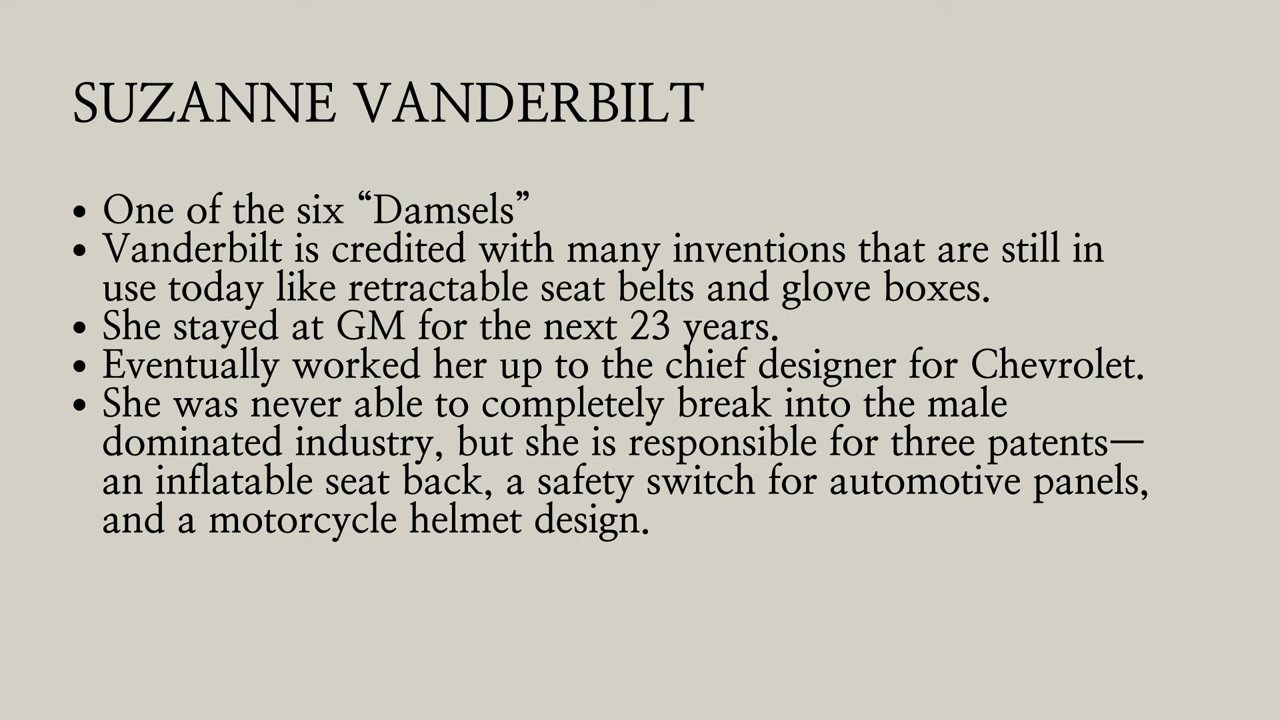 SUZANNE VANDERBILT
• One of the six “Damsels”
• Vanderbilt is credited with many inventions that are still in
use today like retractable seat belts and glove boxes.
• She stayed at GM for the next 23 years.
• Eventually worked her up to the chief designer for Chevrolet.
• She was never able to completely break into the male
dominated industry, but she is responsible for three patents—
an inflatable seat back, a safety switch for automotive panels,
and a motorcycle helmet design.